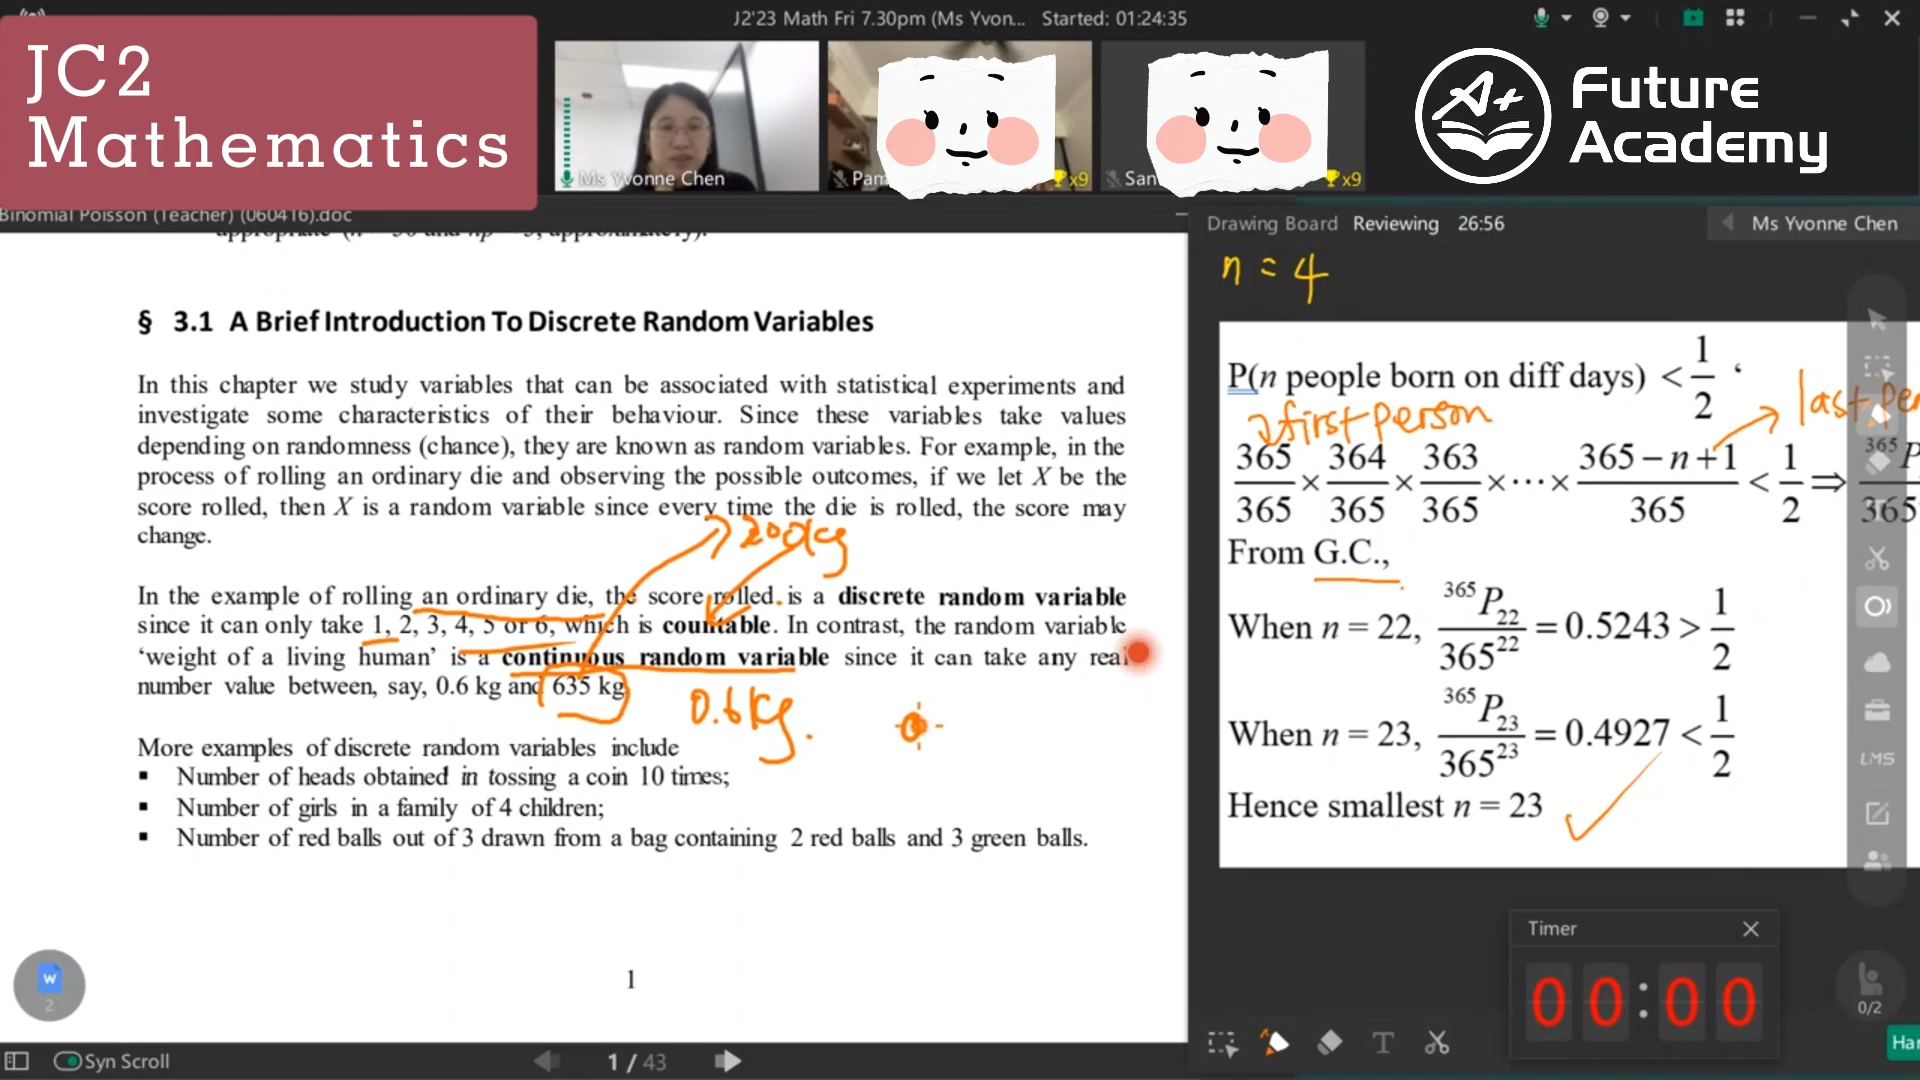 J2'23 Math Fri 7.30pm (Ms Yvon... Started: 01:24:35
JC2
Mathematics
Ms Yvonne Chen
Pam
x9
San
x9
A+
Future
Academy
Binomial Poisson (Teacher) (060416).doc
Drawing Board Reviewing 26:56
Ms Yvonne Chen
§ 3.1 A Brief Introduction To Discrete Random Variables
In this chapter we study variables that can be associated with statistical experiments and
investigate some characteristics of their behaviour. Since these variables take values
depending on randomness (chance), they are known as random variables. For example, in the
process of rolling an ordinary die and observing the possible outcomes, if we let X be the
score rolled, then X is a random variable since every time the die is rolled, the score may
change.
200kg
In the example of rolling an ordinary die, the score rolled is a discrete random variable
since it can only take 1, 2, 3, 4, 5 or 6, which is countable. In contrast, the random variable
‘weight of a living human’ is a continuous random variable since it can take any real
number value between, say, 0.6 kg and 635 kg
0.6kg.
More examples of discrete random variables include
▪ Number of heads obtained in tossing a coin 10 times;
▪ Number of girls in a family of 4 children;
▪ Number of red balls out of 3 drawn from a bag containing 2 red balls and 3 green balls.
1
n = 4
P(n people born on diff days) < 1/2
first person
last per
365/365 × 364/365 × 363/365 × ⋯ × (365 − n + 1)/365 < 1/2 ⇒ ³⁶⁵P/365
From G.C.,
When n = 22, ³⁶⁵P₂₂/365²² = 0.5243 > 1/2
When n = 23, ³⁶⁵P₂₃/365²³ = 0.4927 < 1/2
Hence smallest n = 23
LMS
Timer
00:00
0/2
Har
W
2
Syn Scroll
1 / 43
T